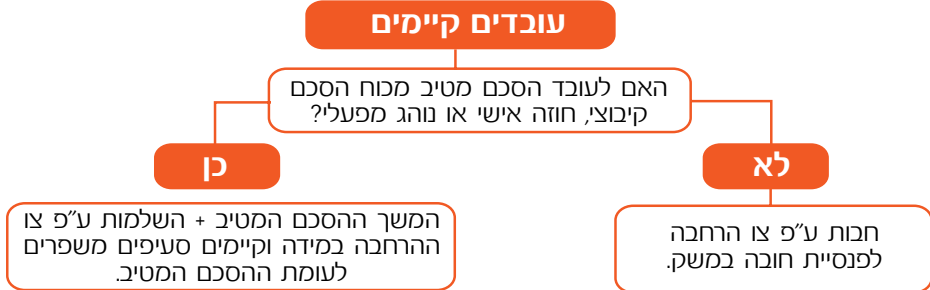 עובדים קיימים
האם לעובד הסכם מטיב מכוח הסכם
קיבוצי, חוזה אישי או נוהג מפעלי?
לא
חבות ע״פ צו הרחבה
לפנסיית חובה במשק.
כן
המשך ההסכם המטיב + השלמות ע״פ צו
ההרחבה במידה וקיימים סעיפים משפרים
לעומת ההסכם המטיב.